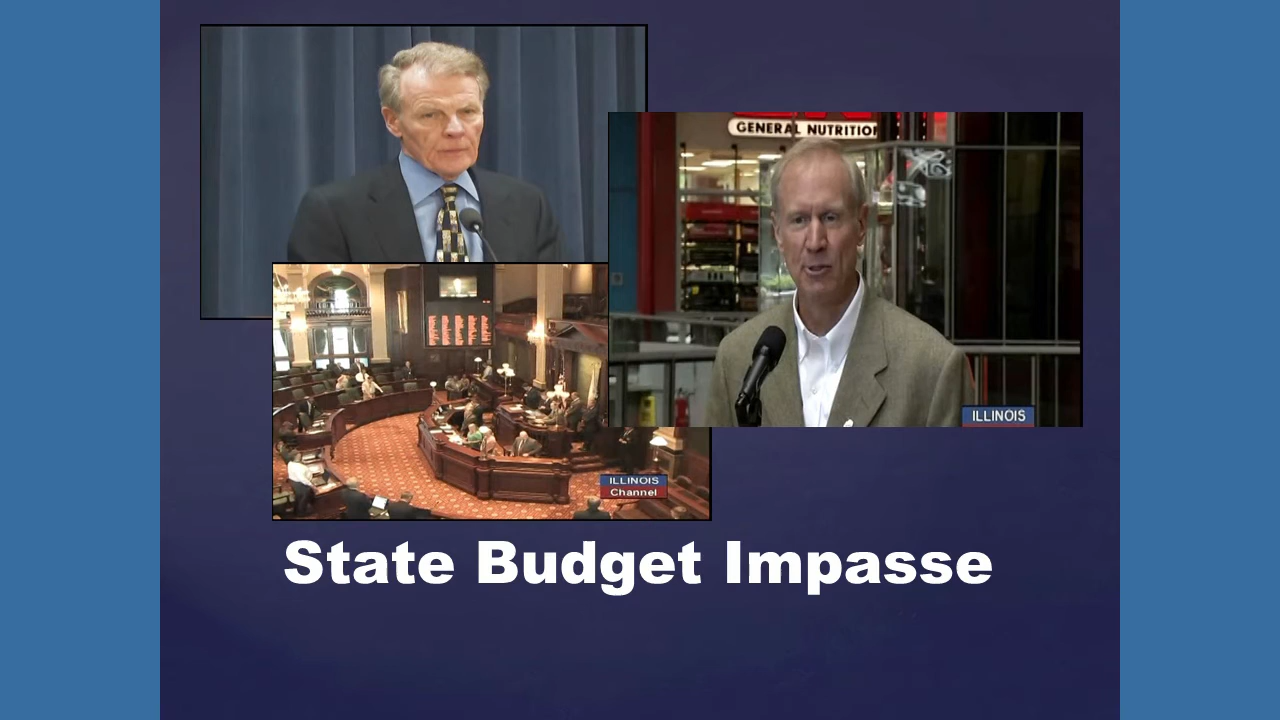 GENERAL NUTRITION
ILLINOIS
ILLINOIS
Channel
State Budget Impasse